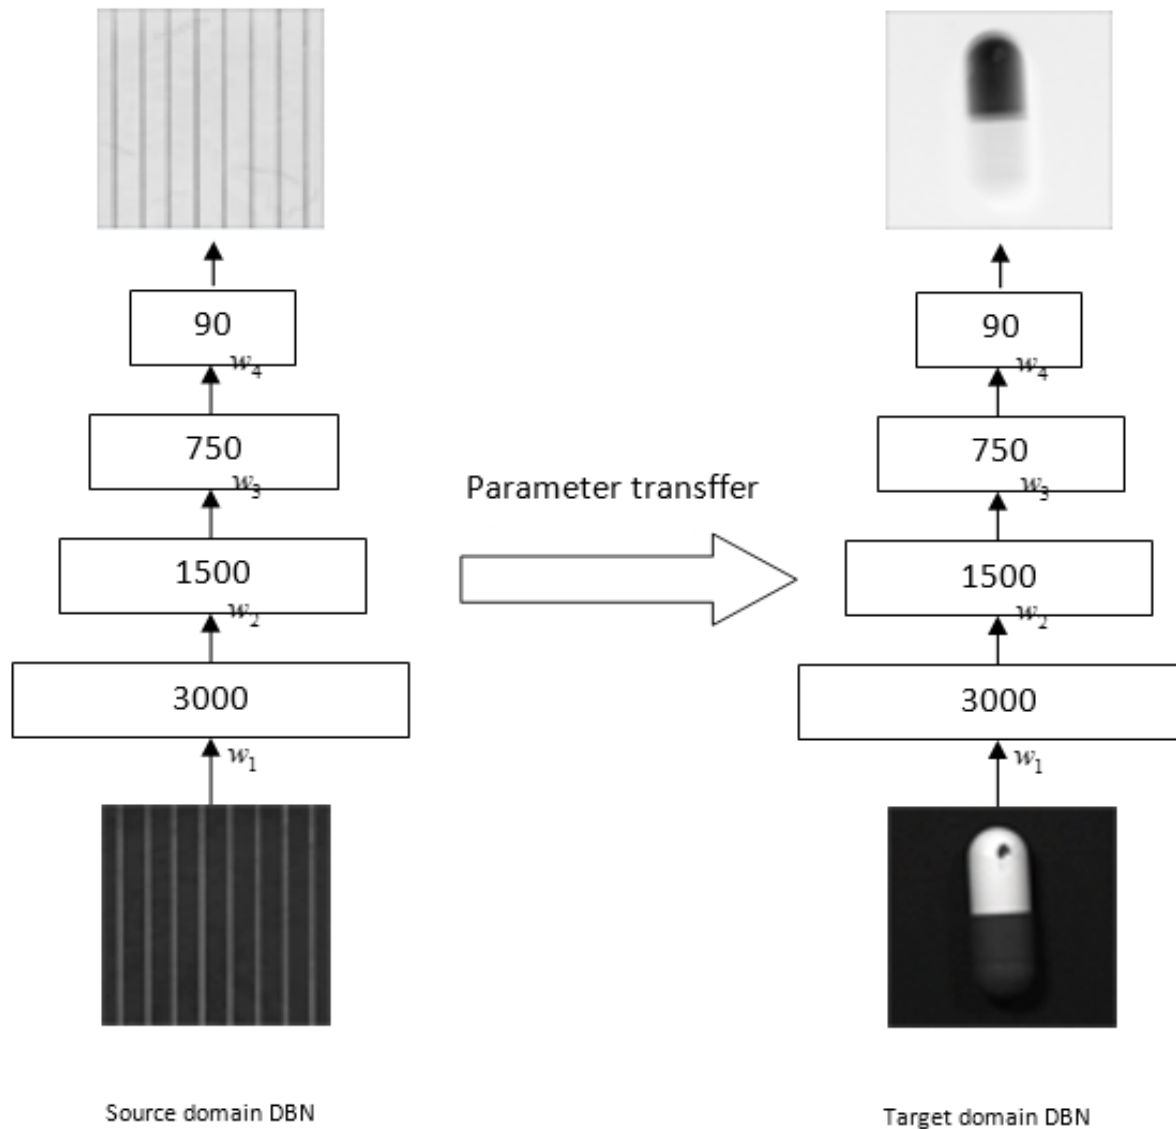 90
w4
750
w3
1500
w2
3000
w1
Source domain DBN
Parameter transffer
90
w4
750
w3
1500
w2
3000
w1
Target domain DBN